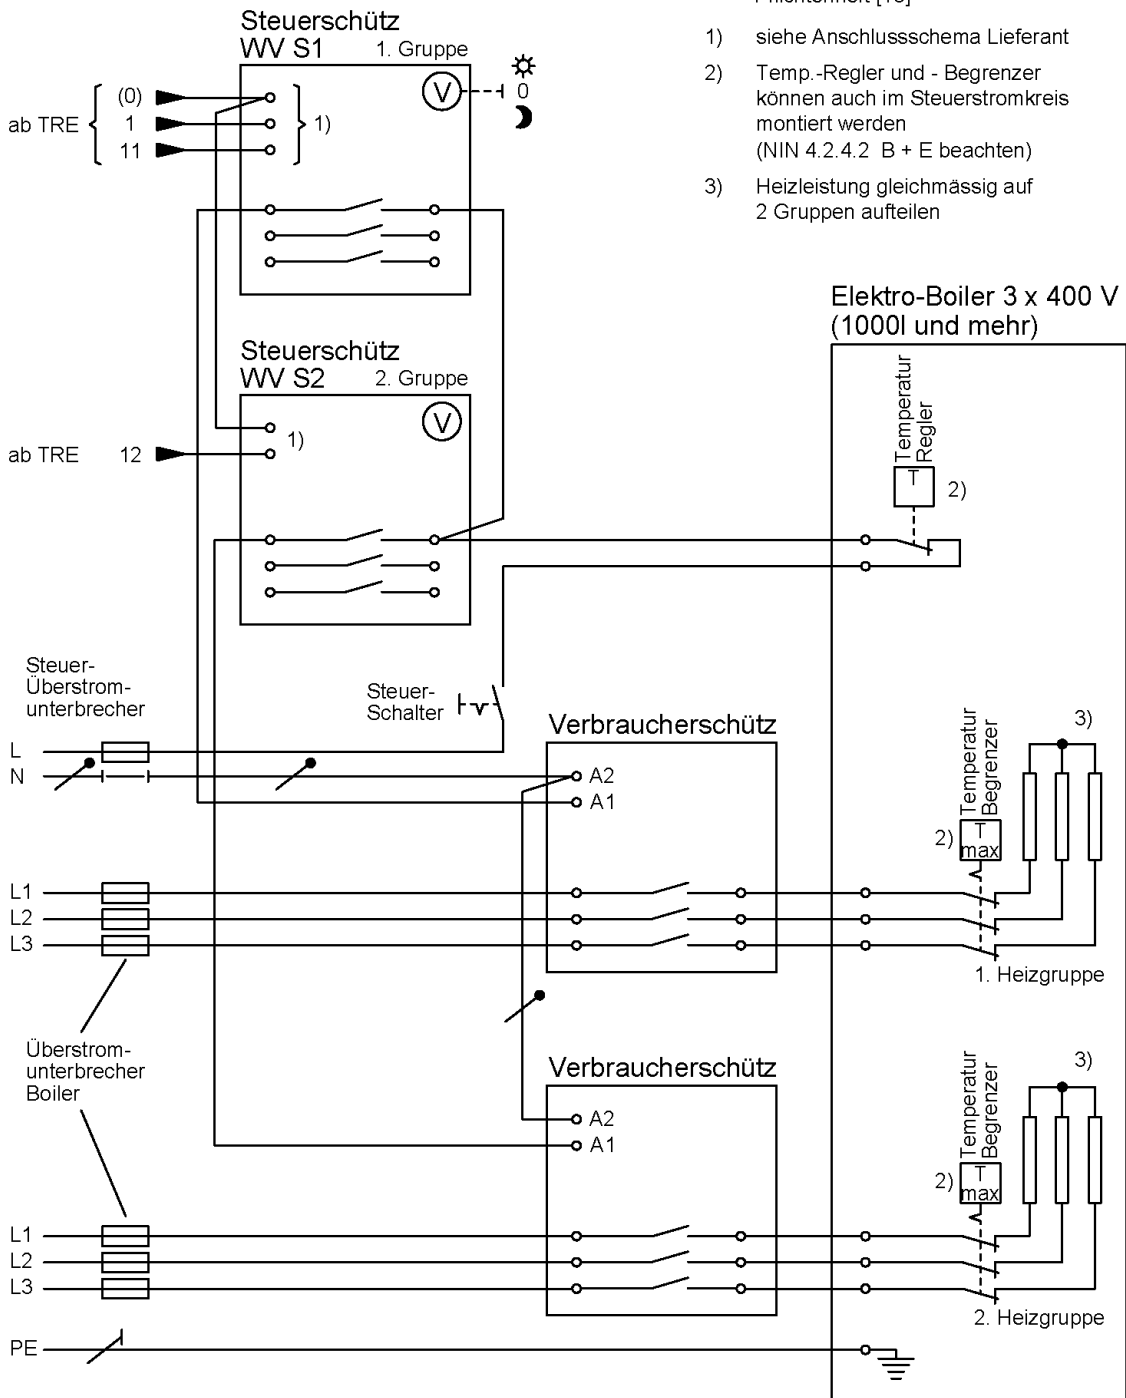 Steuerschütz
WV S1 1. Gruppe
1) siehe Anschlussschema Lieferant
2) Temp.-Regler und - Begrenzer
können auch im Steuerstromkreis
montiert werden
(NIN 4.2.4.2 B + E beachten)
3) Heizleistung gleichmässig auf
2 Gruppen aufteilen
V
0
ab TRE
(0)
1
11
1)
Elektro-Boiler 3 x 400 V
(1000l und mehr)
Steuerschütz
WV S2 2. Gruppe
V
1)
ab TRE 12
Temperatur
Regler
T
2)
Steuer-
Überstrom-
unterbrecher
Steuer-
Schalter
L
N
Verbraucherschütz
A2
A1
Temperatur
Begrenzer
3)
2)
T
max
L1
L2
L3
1. Heizgruppe
Überstrom-
unterbrecher
Boiler
Verbraucherschütz
A2
A1
Temperatur
Begrenzer
3)
2)
T
max
L1
L2
L3
2. Heizgruppe
PE